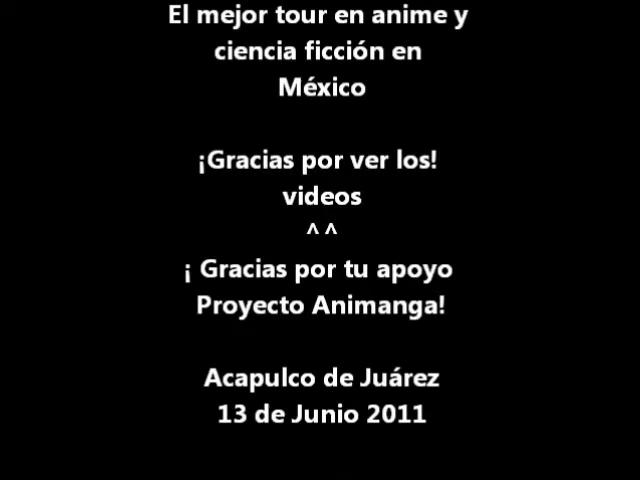 El mejor tour en anime y
ciencia ficción en
México
¡Gracias por ver los!
videos
^ ^
¡ Gracias por tu apoyo
Proyecto Animanga!
Acapulco de Juárez
13 de Junio 2011